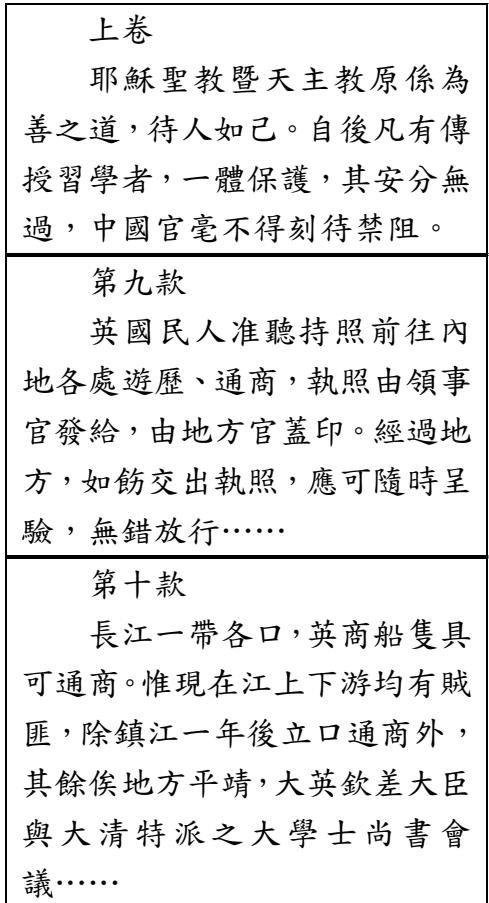 上卷
耶穌聖教暨天主教原係為
善之道，待人如己。自後凡有傳
授習學者，一體保護，其安分無
過，中國官毫不得刻待禁阻。
第九款
英國民人准聽持照前往內
地各處遊歷、通商，執照由領事
官發給，由地方官蓋印。經過地
方，如飭交出執照，應可隨時呈
驗，無錯放行……
第十款
長江一帶各口，英商船隻具
可通商。惟現在江上下游均有賊
匪，除鎮江一年後立口通商外，
其餘俟地方平靖，大英欽差大臣
與大清特派之大學士尚書會
議……